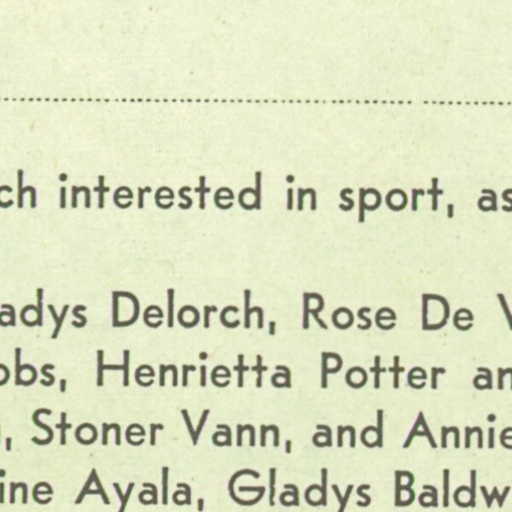 ch interested in sport, as
adys Delorch, Rose De V
obs, Henrietta Potter an
, Stoner Vann, and Annie
ine Ayala, Gladys Baldw